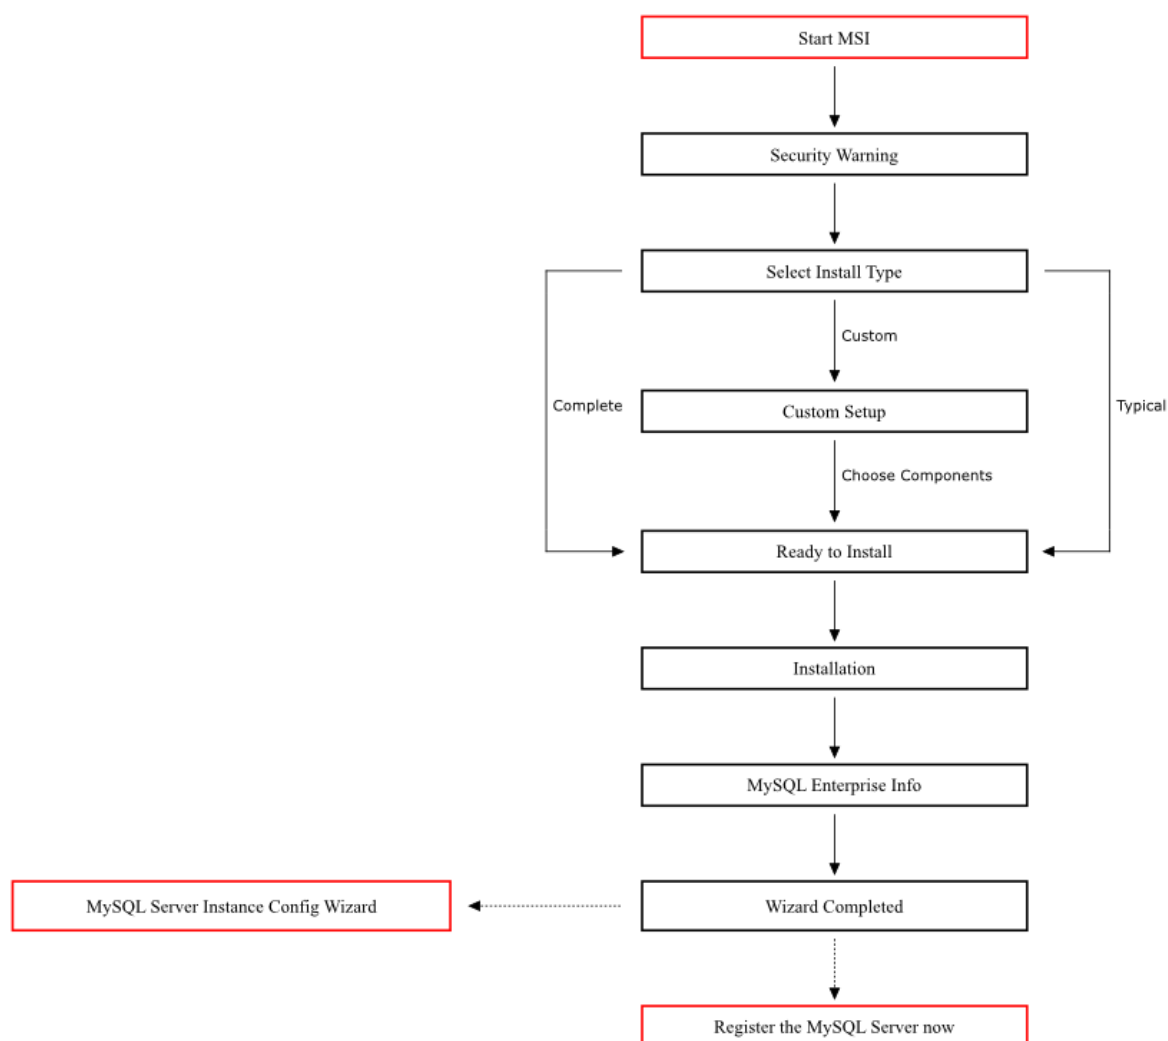 Start MSI
Security Warning
Select Install Type
Custom
Complete
Custom Setup
Typical
Choose Components
Ready to Install
Installation
MySQL Enterprise Info
MySQL Server Instance Config Wizard
Wizard Completed
Register the MySQL Server now